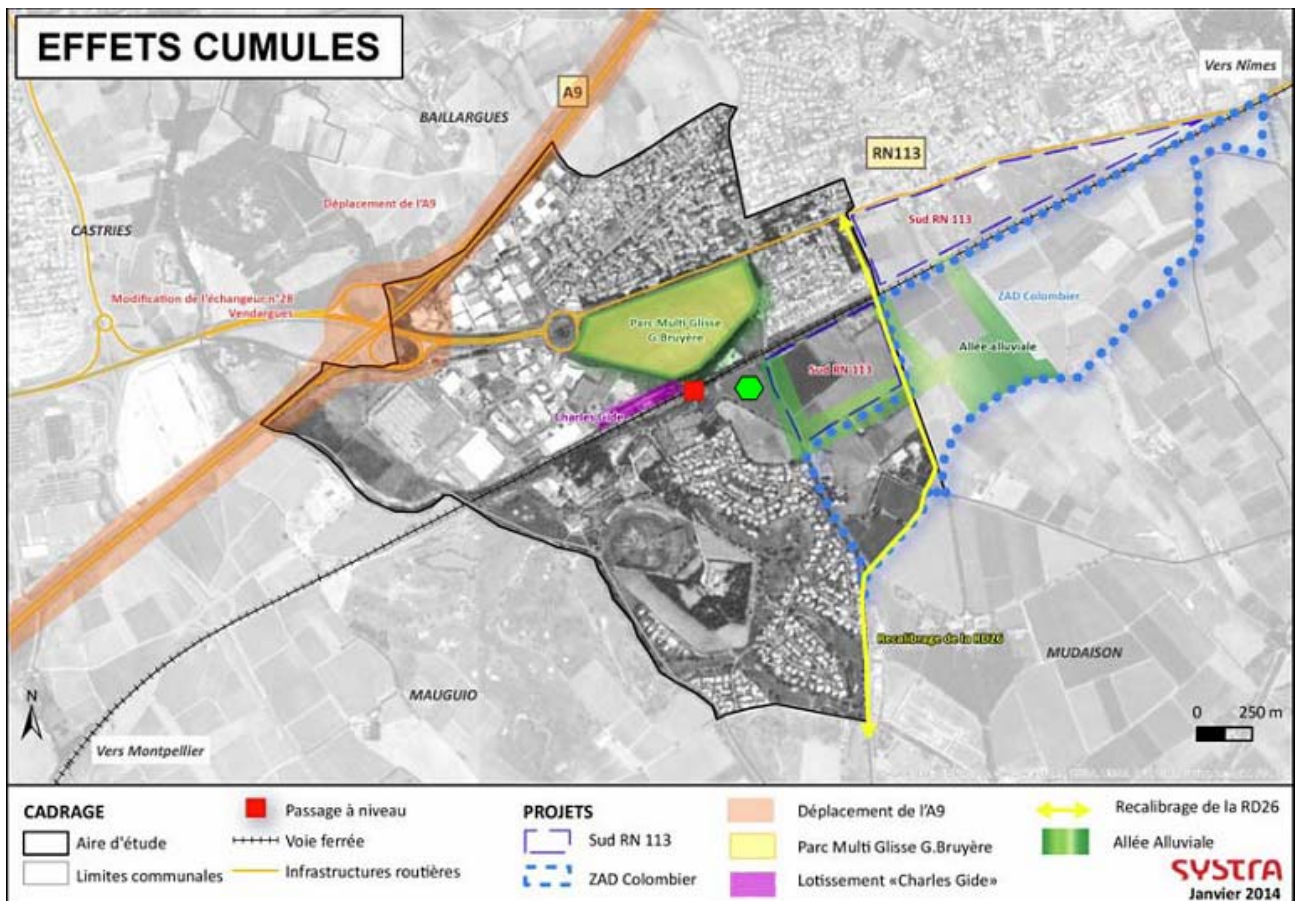 EFFETS CUMULES
Vers Nîmes
A9
BAILLARGUES
RN113
Déplacement de l'A9
CASTRIES
Sud RN 113
Modification de l'échangeur n°28
Vendargues
ZAD Colombier
Parc Multi Glisse
G.Bruyère
Allée alluviale
Sud RN 113
Charles Gide
Recalibrage de la RD26
MUDAISON
MAUGUIO
N
0 250 m
Vers Montpellier
CADRAGE
Aire d'étude
Limites communales
Passage à niveau
Voie ferrée
Infrastructures routières
PROJETS
Sud RN 113
ZAD Colombier
Déplacement de l'A9
Parc Multi Glisse G.Bruyère
Lotissement «Charles Gide»
Recalibrage de la RD26
Allée Alluviale
SYSTRA
Janvier 2014